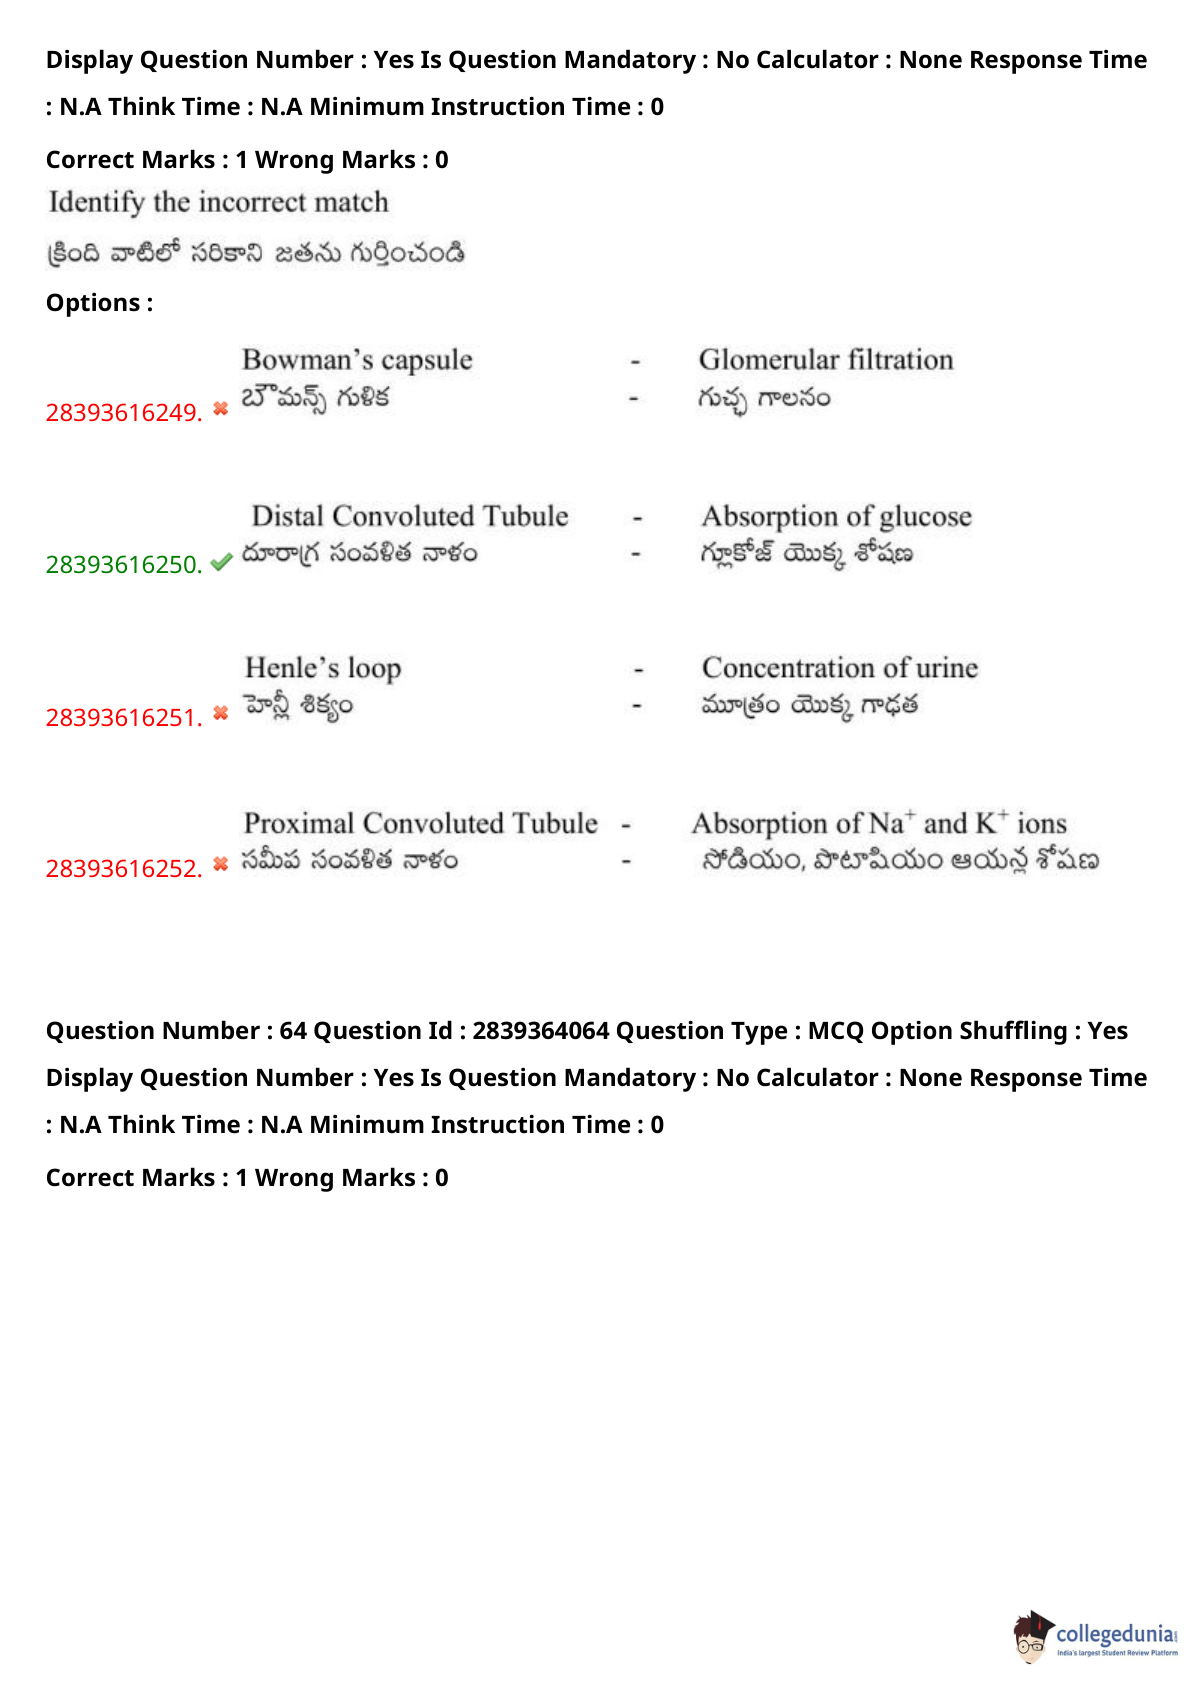 Display Question Number : Yes Is Question Mandatory : No Calculator : None Response Time
: N.A Think Time : N.A Minimum Instruction Time : 0
Correct Marks : 1 Wrong Marks : 0
Identify the incorrect match
క్రింది వాటిలో సరికాని జతను గుర్తించండి
Options :
Bowman’s capsule - Glomerular filtration
బౌమన్స్ గుళిక - గుచ్ఛ గాలనం
28393616249.
Distal Convoluted Tubule - Absorption of glucose
దూరాగ్ర సంవళిత నాళం - గ్లూకోజ్ యొక్క శోషణ
28393616250.
Henle’s loop - Concentration of urine
హెన్లీ శిక్యం - మూత్రం యొక్క గాఢత
28393616251.
Proximal Convoluted Tubule - Absorption of Na⁺ and K⁺ ions
సమీప సంవళిత నాళం - సోడియం, పొటాషియం ఆయన్ల శోషణ
28393616252.
Question Number : 64 Question Id : 2839364064 Question Type : MCQ Option Shuffling : Yes
Display Question Number : Yes Is Question Mandatory : No Calculator : None Response Time
: N.A Think Time : N.A Minimum Instruction Time : 0
Correct Marks : 1 Wrong Marks : 0
collegedunia
India's largest Student Review Platform